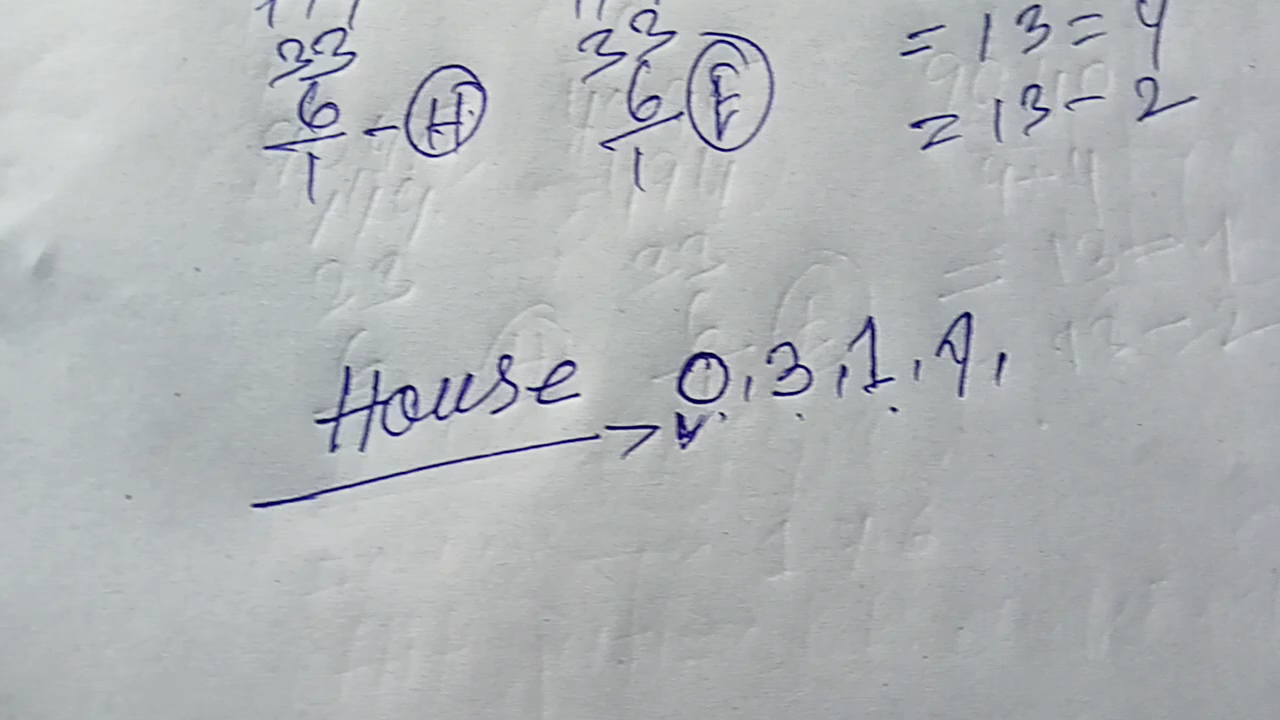 33 33 = 13 = 4
6 - H 6 F = 13 - 2
1 1
House 0, 3, 1, 4,